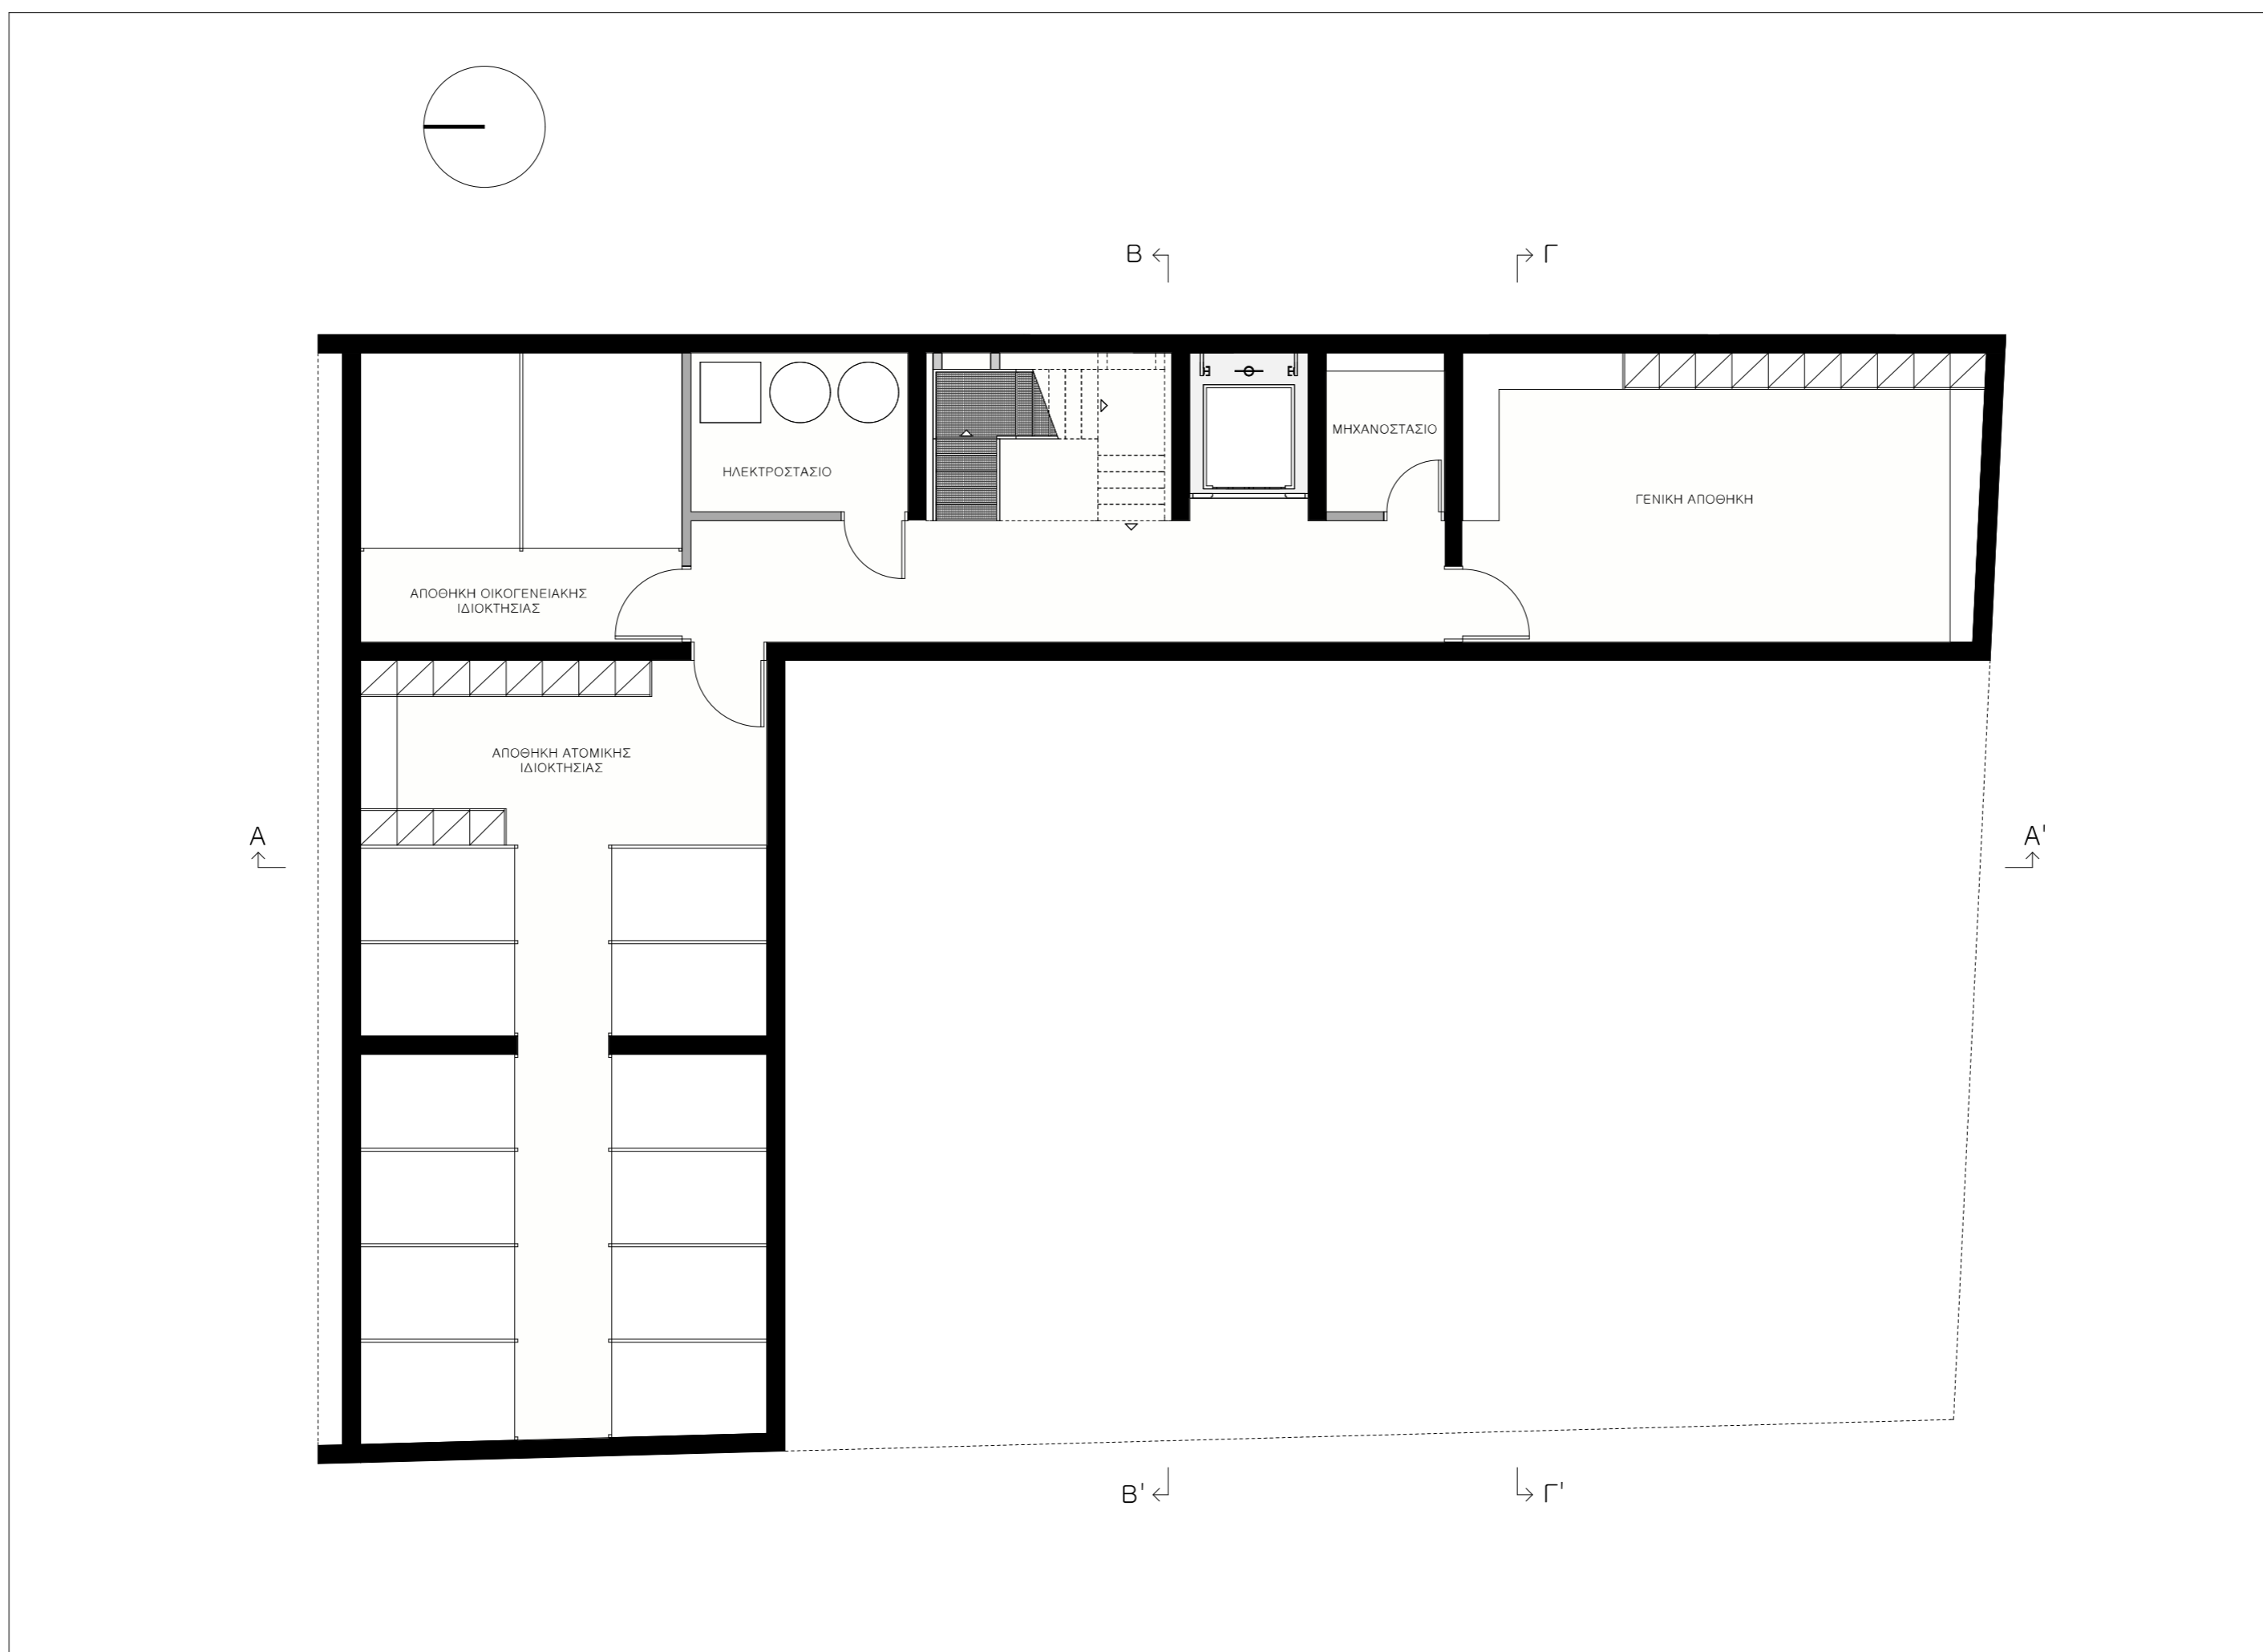 Β
Γ
ΜΗΧΑΝΟΣΤΑΣΙΟ
ΗΛΕΚΤΡΟΣΤΑΣΙΟ
ΓΕΝΙΚΗ ΑΠΟΘΗΚΗ
ΑΠΟΘΗΚΗ ΟΙΚΟΓΕΝΕΙΑΚΗΣ
ΙΔΙΟΚΤΗΣΙΑΣ
ΑΠΟΘΗΚΗ ΑΤΟΜΙΚΗΣ
ΙΔΙΟΚΤΗΣΙΑΣ
Α
Α'
Β'
Γ'